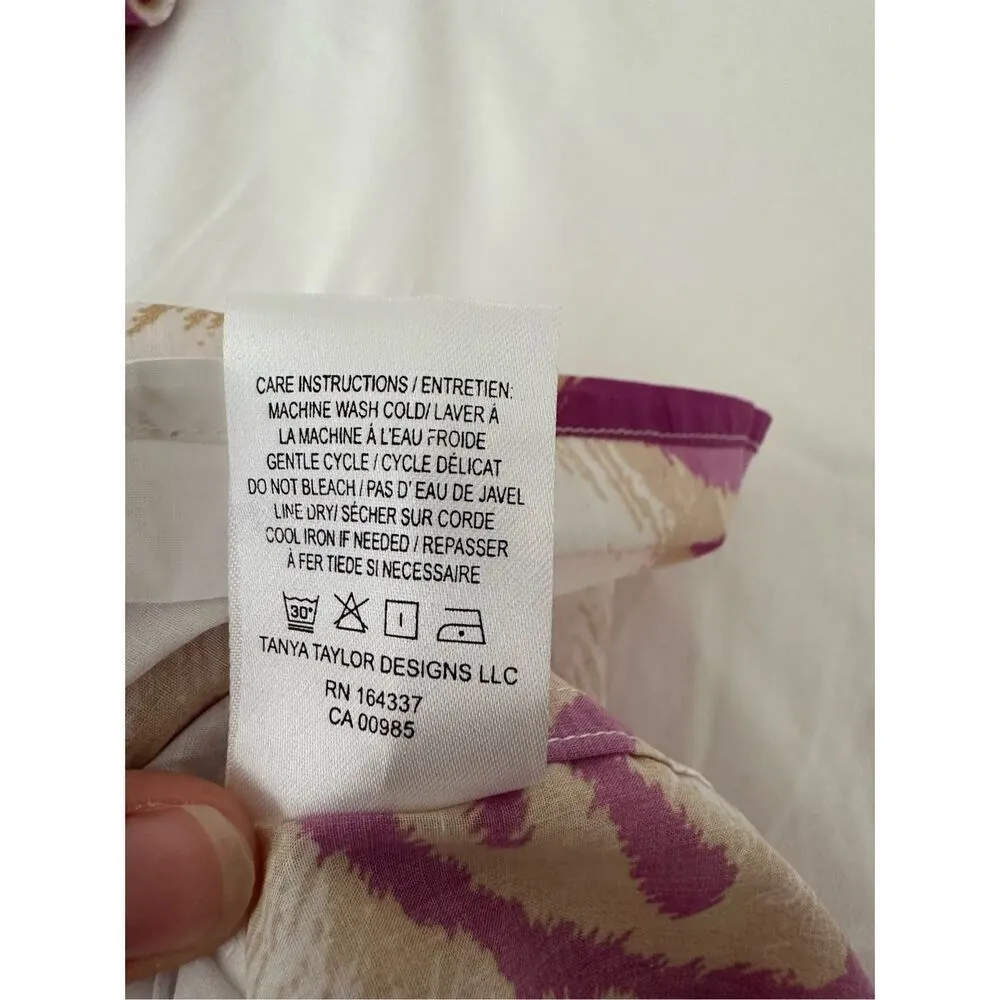 CARE INSTRUCTIONS / ENTRETIEN:
MACHINE WASH COLD/ LAVER À
LA MACHINE À L'EAU FROIDE
GENTLE CYCLE / CYCLE DÉLICAT
DO NOT BLEACH / PAS D' EAU DE JAVEL
LINE DRY/ SÉCHER SUR CORDE
COOL IRON IF NEEDED / REPASSER
À FER TIEDE SI NECESSAIRE
30°
TANYA TAYLOR DESIGNS LLC
RN 164337
CA 00985